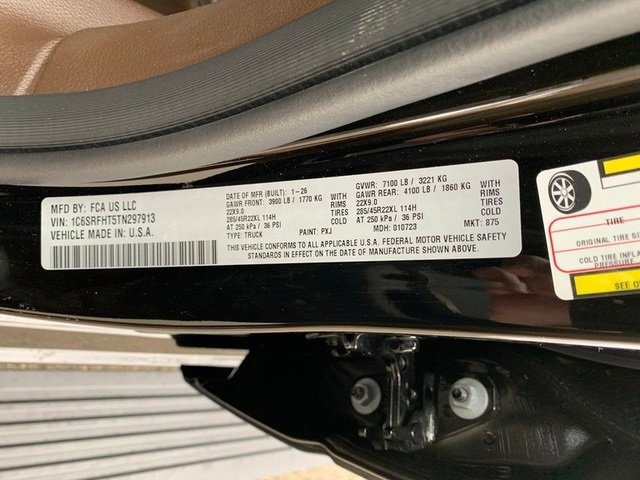 MFD BY: FCA US LLC
VIN: 1C6SRFHT5TN297913
VEHICLE MADE IN U.S.A.
DATE OF MFR (BUILT): 1-26
GVWR: 7100 LB / 3221 KG
GAWR FRONT: 3900 LB / 1770 KG WITH
GAWR REAR: 4100 LB / 1860 KG WITH
22X9.0 RIMS
22X9.0 RIMS
285/45R22XL 114H TIRES
285/45R22XL 114H TIRES
AT 250 kPa / 36 PSI
AT 250 kPa / 36 PSI
TYPE: TRUCK
PAINT: PXJ
MDH: 010723
MKT: 875
THIS VEHICLE CONFORMS TO ALL APPLICABLE U.S.A. FEDERAL MOTOR VEHICLE SAFETY
STANDARDS IN EFFECT ON THE DATE OF MANUFACTURE SHOWN ABOVE.
TIRE
ORIGINAL TIRE
COLD TIRE
PRESSURE
SEE